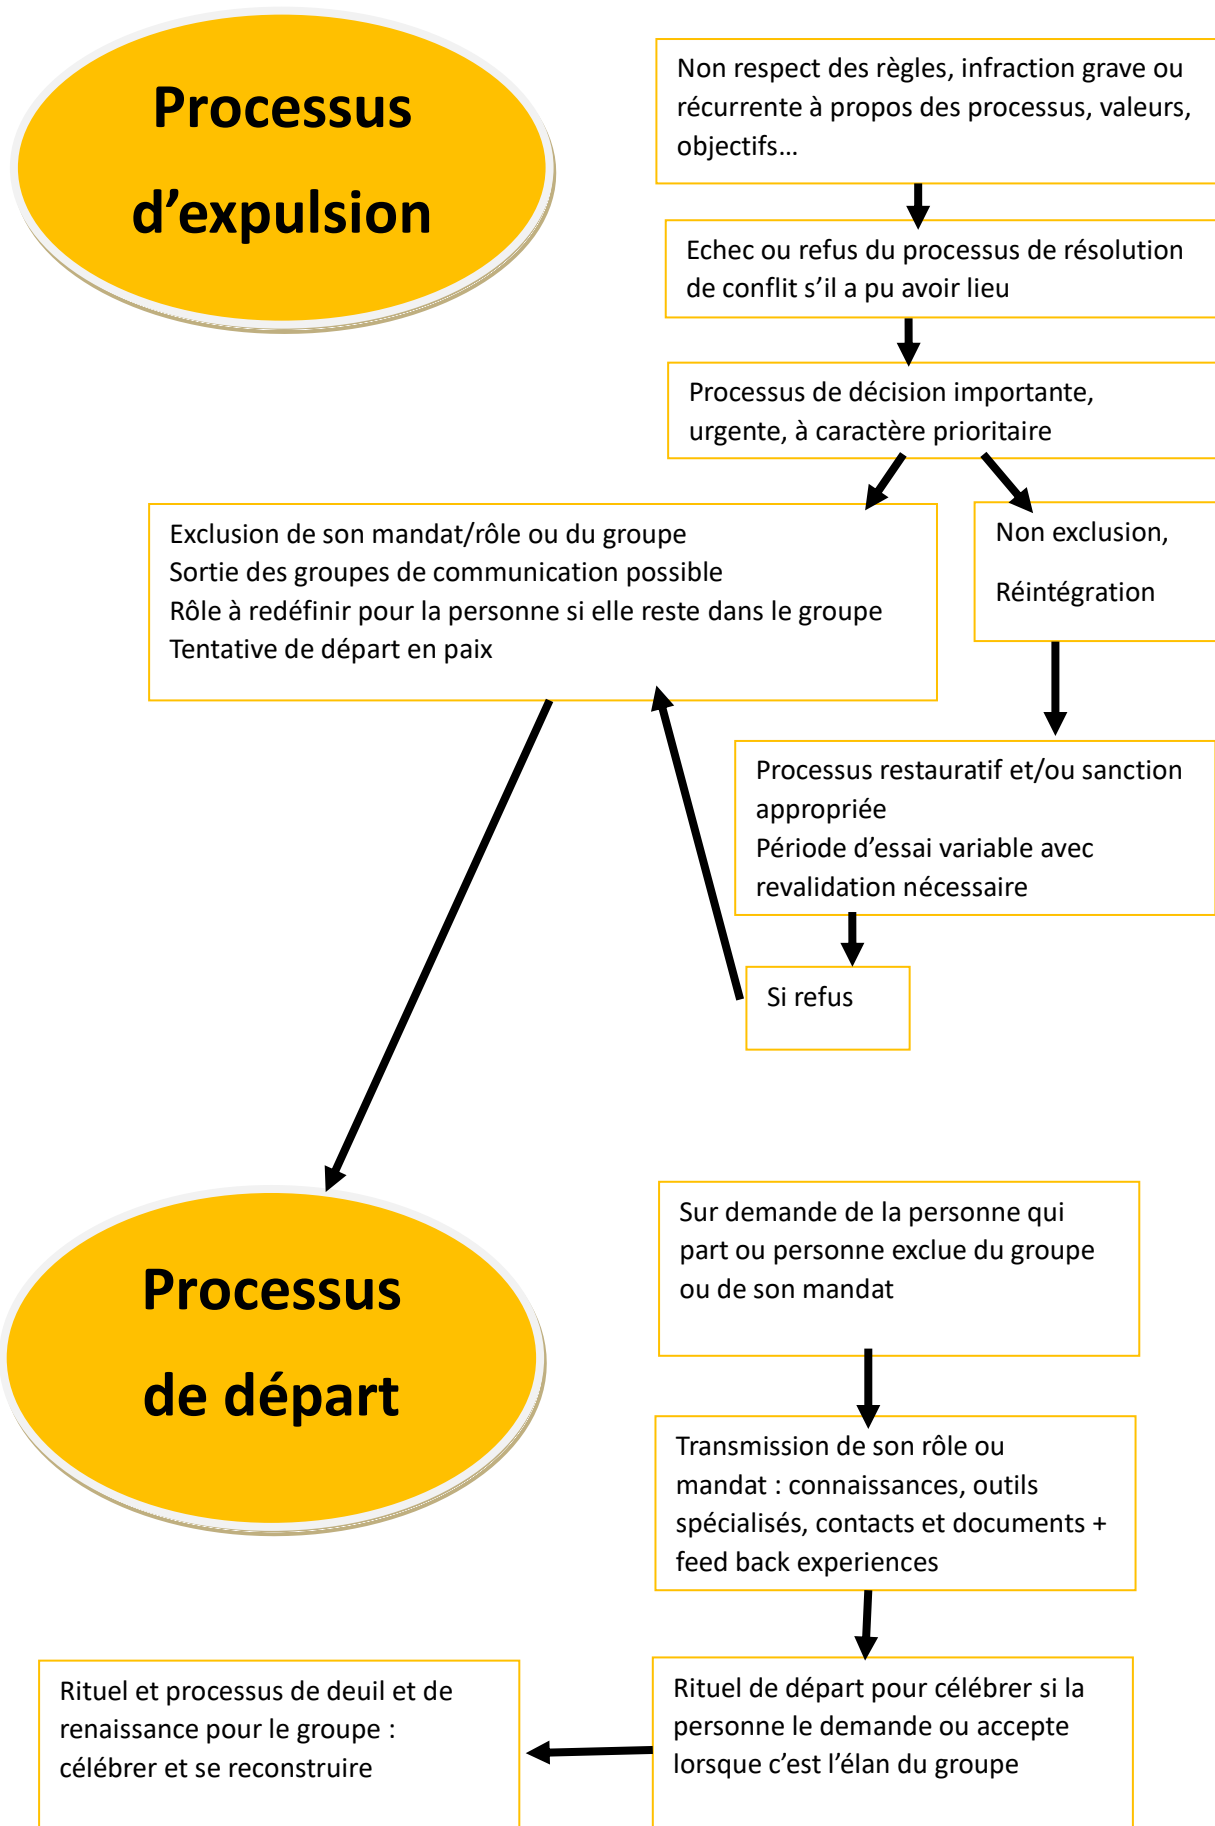 Processus
d’expulsion
Non respect des règles, infraction grave ou
récurrente à propos des processus, valeurs,
objectifs…
Echec ou refus du processus de résolution
de conflit s’il a pu avoir lieu
Processus de décision importante,
urgente, à caractère prioritaire
Exclusion de son mandat/rôle ou du groupe
Sortie des groupes de communication possible
Rôle à redéfinir pour la personne si elle reste dans le groupe
Tentative de départ en paix
Non exclusion,
Réintégration
Processus restauratif et/ou sanction
appropriée
Période d’essai variable avec
revalidation nécessaire
Si refus
Processus
de départ
Sur demande de la personne qui
part ou personne exclue du groupe
ou de son mandat
Transmission de son rôle ou
mandat : connaissances, outils
spécialisés, contacts et documents +
feed back experiences
Rituel de départ pour célébrer si la
personne le demande ou accepte
lorsque c’est l’élan du groupe
Rituel et processus de deuil et de
renaissance pour le groupe :
célébrer et se reconstruire